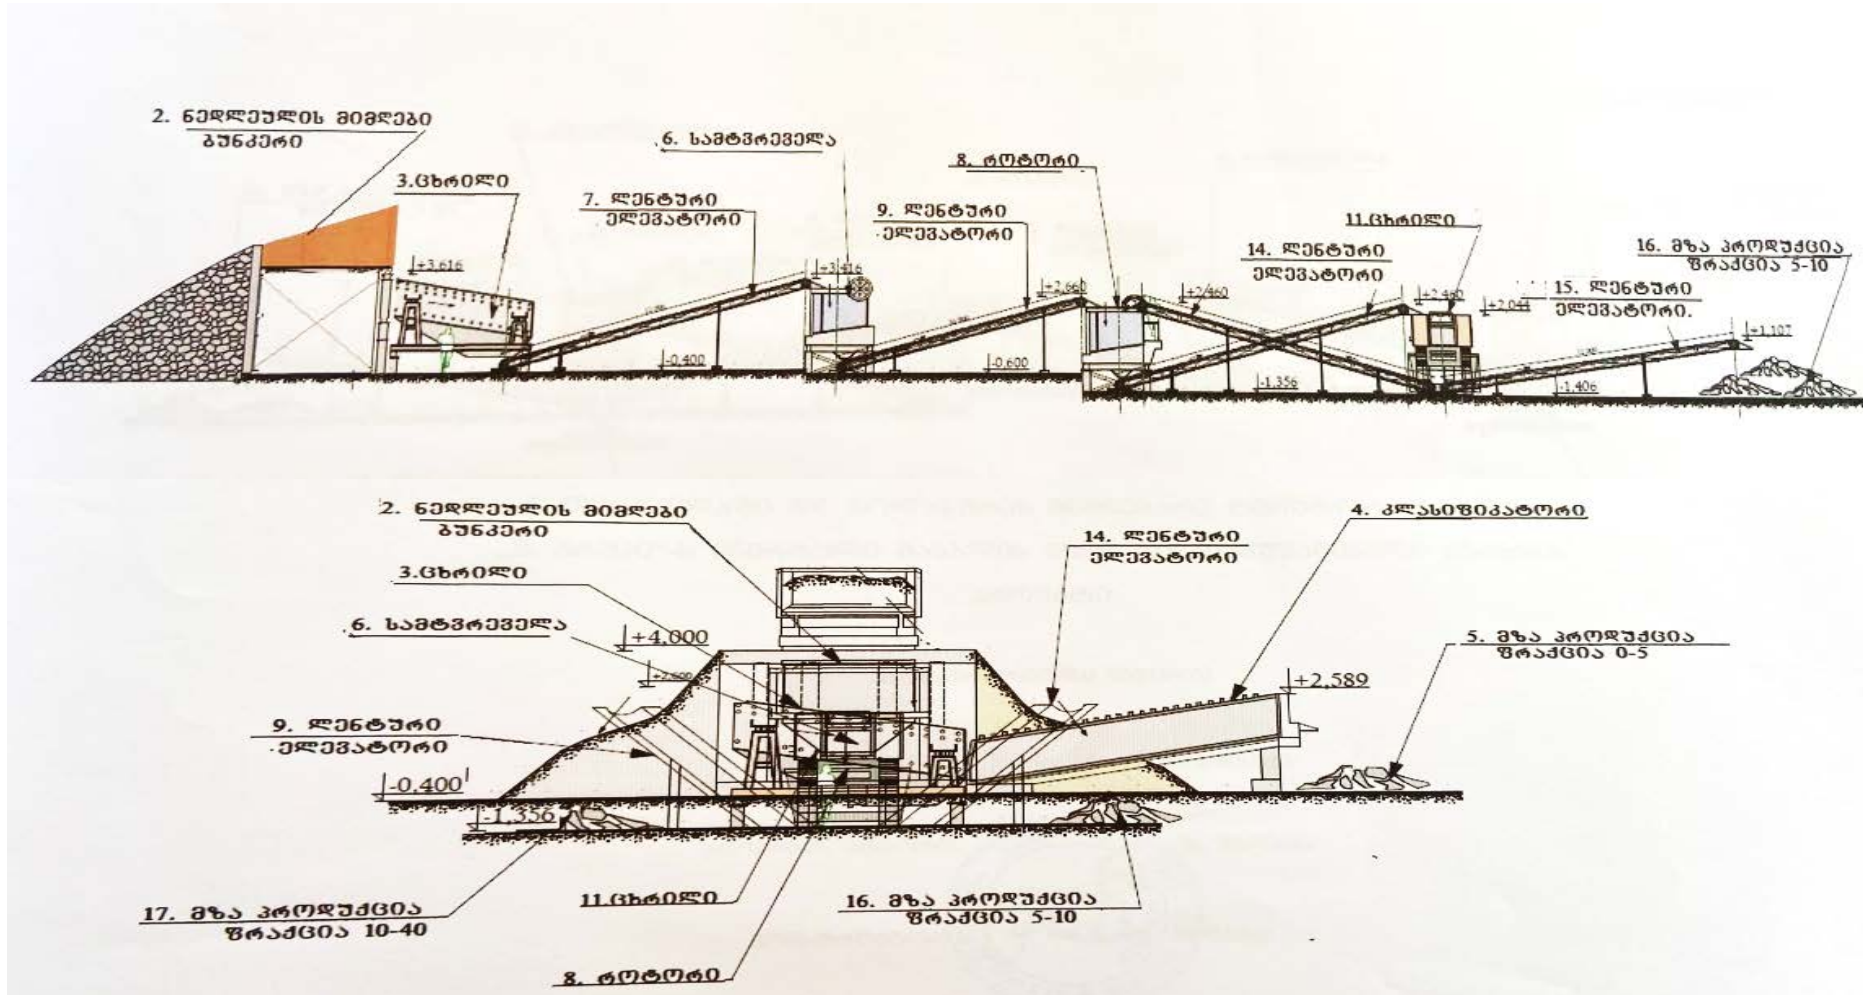 2. ნედლეულის მიმღები
ბუნკერი
3.ცხრილი
6. სამტვრეველა
7. ლენტური
ელევატორი
8. როტორი
9. ლენტური
ელევატორი
11.ცხრილი
14. ლენტური
ელევატორი
16. მზა პროდუქცია
ფრაქცია 5-10
15. ლენტური
ელევატორი.
+3,616
+3,416
+2,660
+2,460
+2,460
+2,044
+1,107
-0,400
-0,600
-1,356
-1,406
2. ნედლეულის მიმღები
ბუნკერი
3.ცხრილი
6. სამტვრეველა
4. კლასიფიკატორი
14. ლენტური
ელევატორი
5. მზა პროდუქცია
ფრაქცია 0-5
+4,000
+2,600
+2,589
9. ლენტური
ელევატორი
-0,400
-1,356
17. მზა პროდუქცია
ფრაქცია 10-40
11.ცხრილი
16. მზა პროდუქცია
ფრაქცია 5-10
8. როტორი